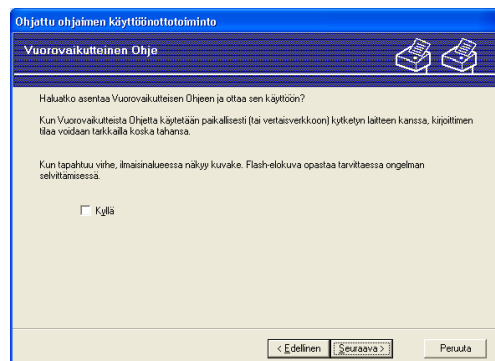 Ohjattu ohjaimen käyttöönottotoiminto
Vuorovaikutteinen Ohje
Haluatko asentaa Vuorovaikutteisen Ohjeen ja ottaa sen käyttöön?
Kun Vuorovaikutteista Ohjetta käytetään paikallisesti (tai vertaisverkkoon) kytketyn laitteen kanssa, kirjoittimen
tilaa voidaan tarkkailla koska tahansa.
Kun tapahtuu virhe, ilmaisinalueessa näkyy kuvake. Flash-elokuva opastaa tarvittaessa ongelman
selvittämisessä.
Kyllä
< Edellinen
Seuraava >
Peruuta